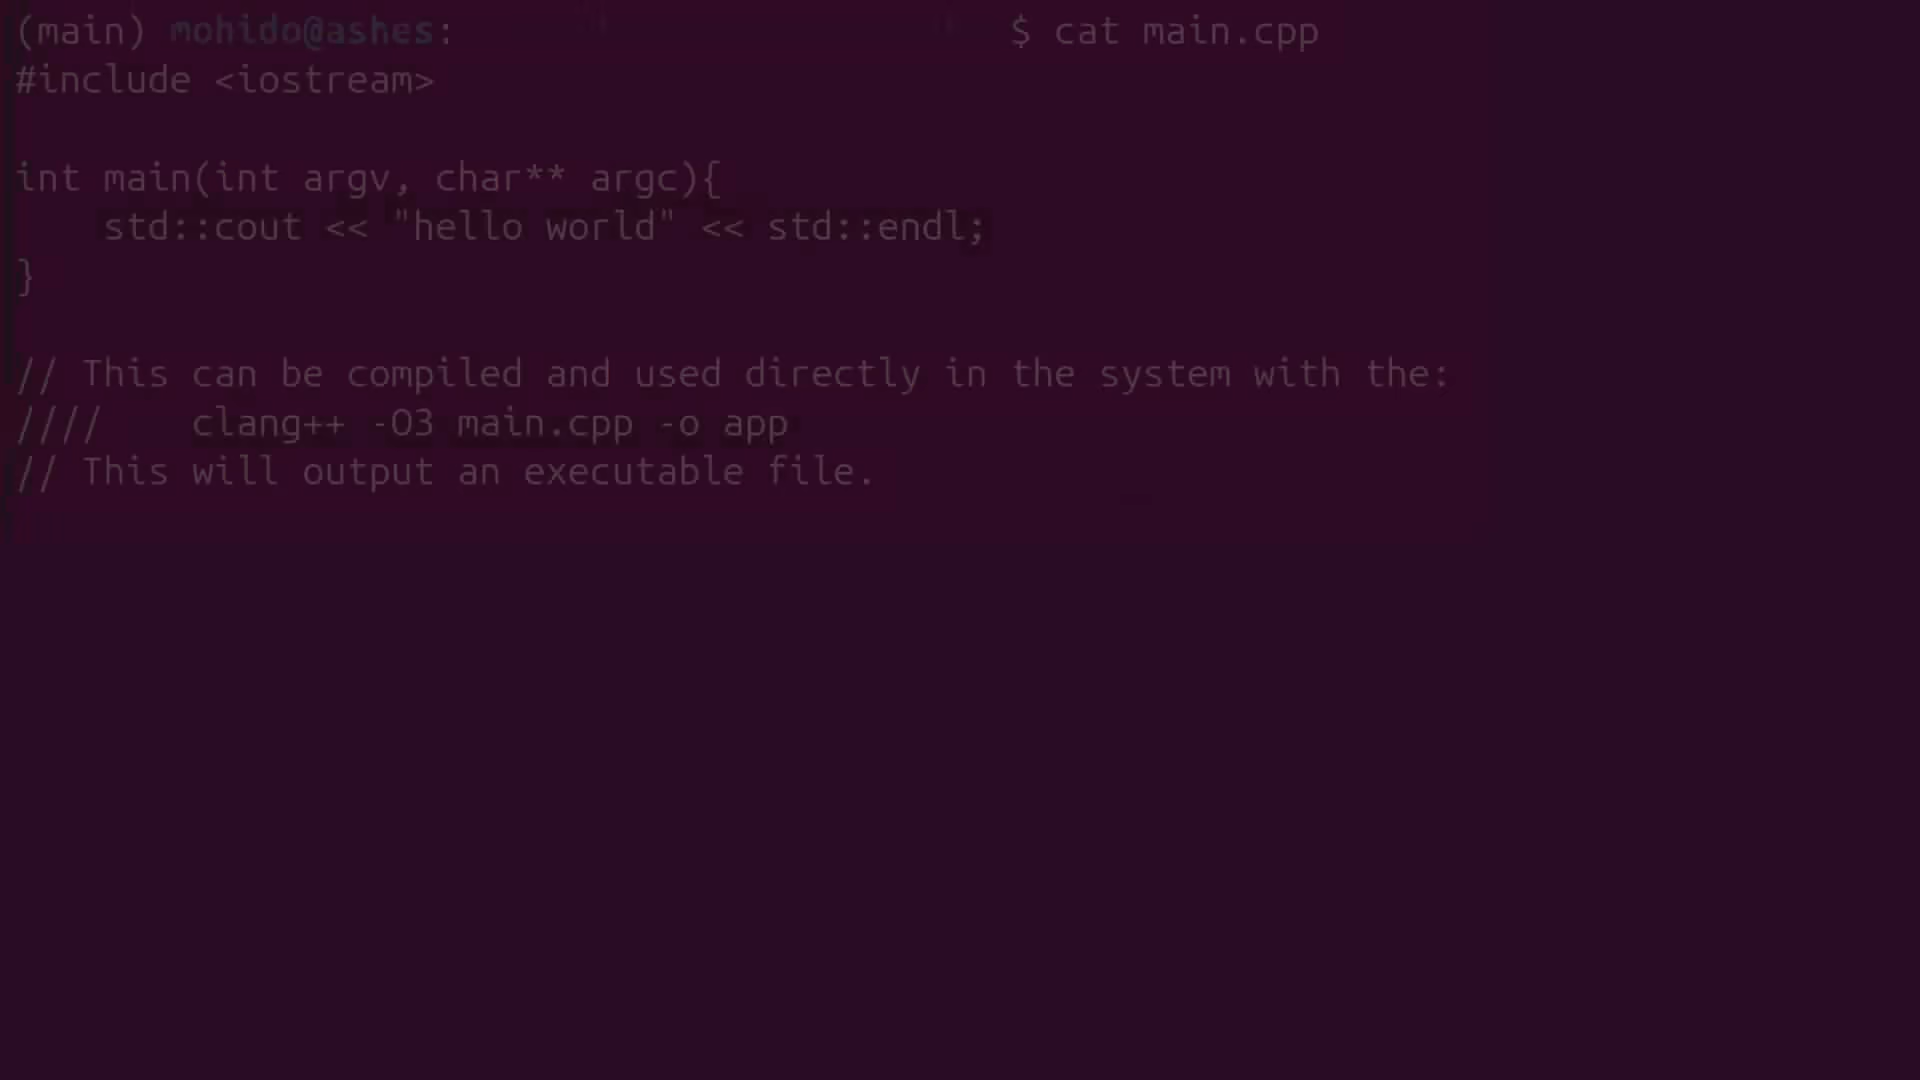 (main) mohido@ashes: $ cat main.cpp
#include <iostream>
int main(int argv, char** argc){
    std::cout << "hello world" << std::endl;
}
// This can be compiled and used directly in the system with the:
////    clang++ -O3 main.cpp -o app
// This will output an executable file.